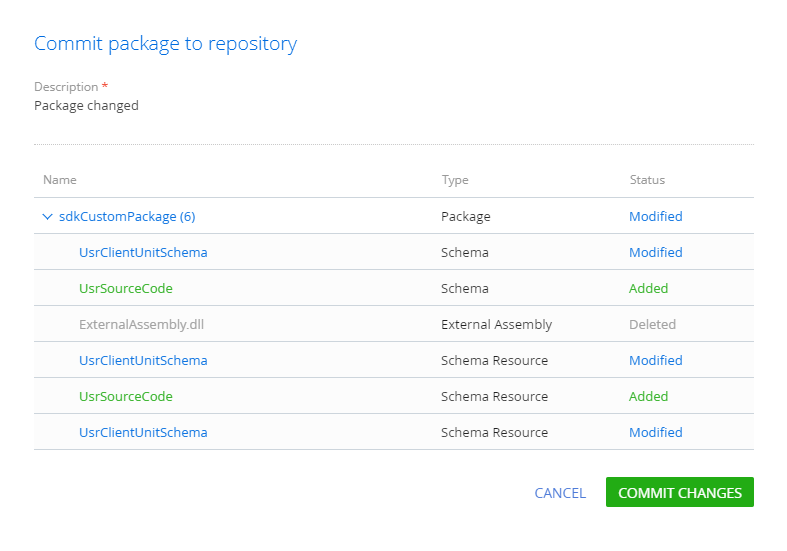 Commit package to repository
Description *
Package changed
Name Type Status
sdkCustomPackage (6) Package Modified
UsrClientUnitSchema Schema Modified
UsrSourceCode Schema Added
ExternalAssembly.dll External Assembly Deleted
UsrClientUnitSchema Schema Resource Modified
UsrSourceCode Schema Resource Added
UsrClientUnitSchema Schema Resource Modified
CANCEL COMMIT CHANGES